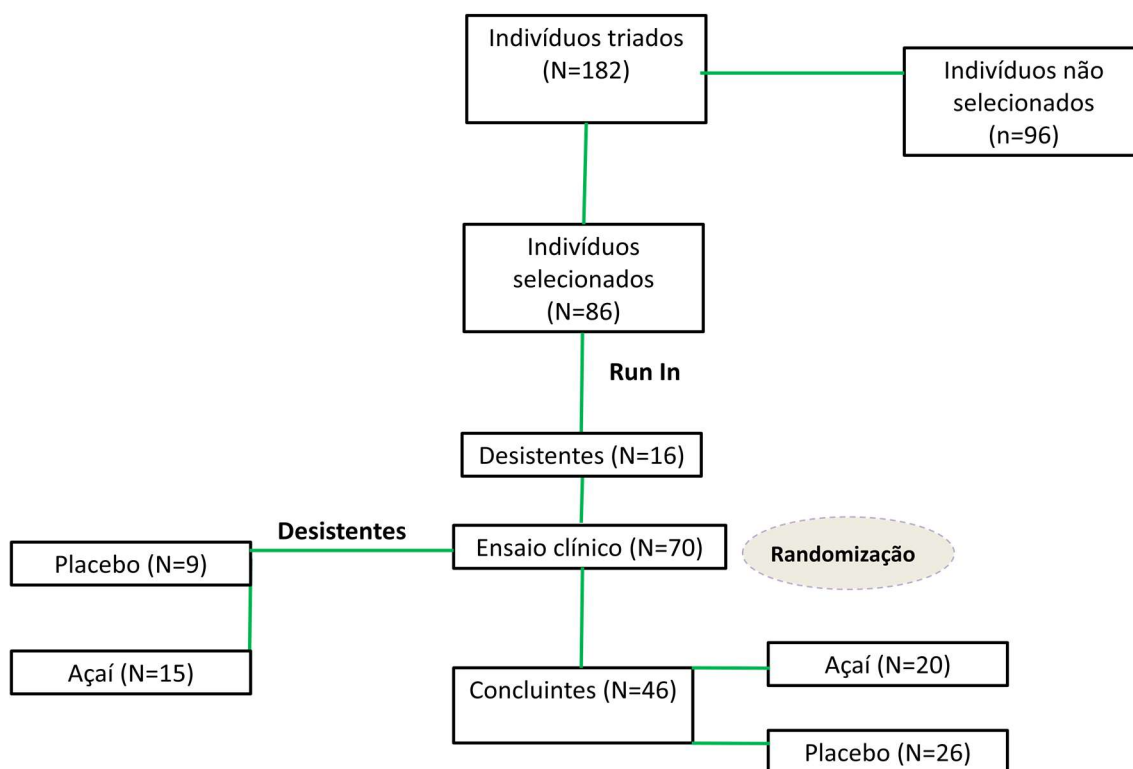 Indivíduos triados
(N=182)
Indivíduos não
selecionados
(n=96)
Indivíduos
selecionados
(N=86)
Run In
Desistentes (N=16)
Desistentes
Ensaio clínico (N=70)
Randomização
Placebo (N=9)
Açaí (N=15)
Concluintes (N=46)
Açaí (N=20)
Placebo (N=26)